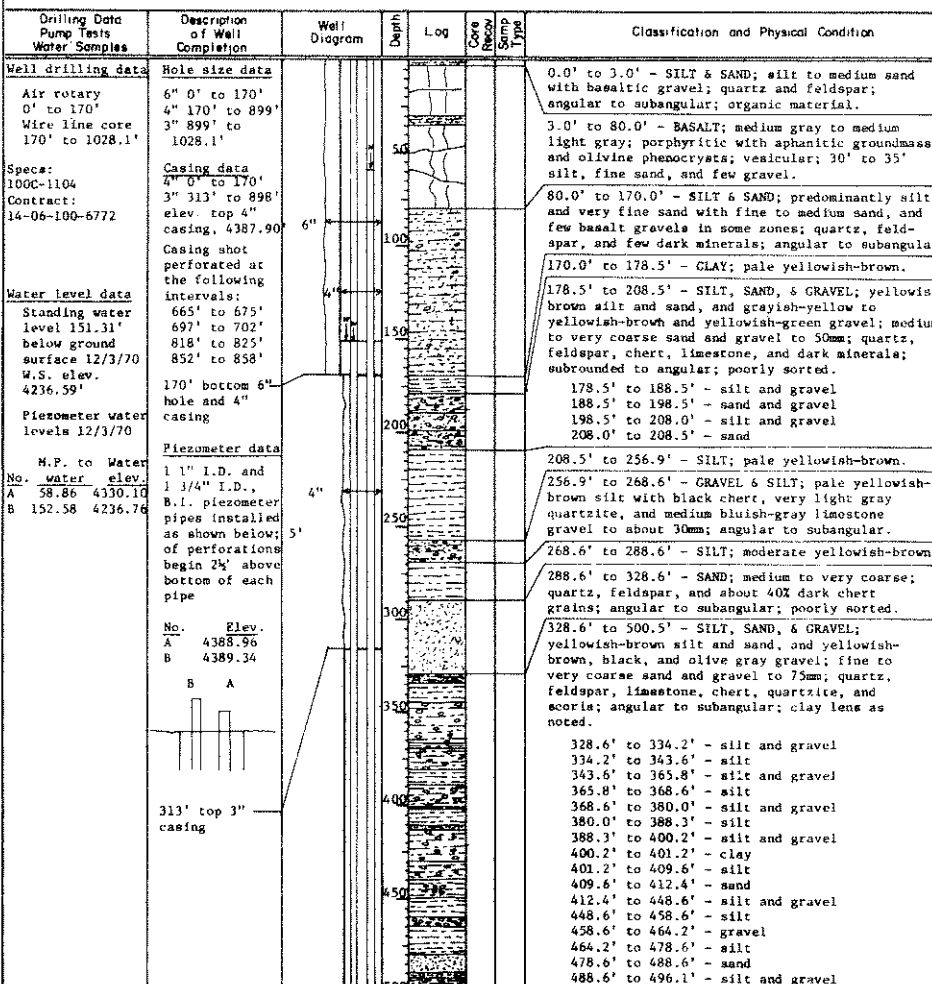 Drilling Data
Pump Tests
Water Samples
Description
of Well
Completion
Well
Diagram
Depth
Log
Core
Recov
Samp
Type
Classification and Physical Condition
Well drilling data
Air rotary
0' to 170'
Wire line core
170' to 1028.1'
Specs:
100C-1104
Contract:
14-06-100-6772
Water level data
Standing water
level 151.31'
below ground
surface 12/3/70
W.S. elev.
4236.59'
Piezometer water
levels 12/3/70
M.P. to Water
No. water elev.
A 58.86 4330.10
B 152.58 4236.76
Hole size data
6" 0' to 170'
4" 170' to 899'
3" 899' to
1028.1'
Casing data
4" 0' to 170'
3" 313' to 898'
elev. top 4"
casing, 4387.90'
Casing shot
perforated at
the following
intervals:
665' to 675'
697' to 702'
818' to 825'
852' to 858'
170' bottom 6"
hole and 4"
casing
Piezometer data
1 1" I.D. and
1 3/4" I.D.,
B.I. piezometer
pipes installed
as shown below; 5'
of perforations
begin 2½' above
bottom of each
pipe
No. Elev.
A 4388.96
B 4389.34
B A
313' top 3"
casing
6"
4"
4"
50
100
150
200
250
300
350
400
450
0.0' to 3.0' - SILT & SAND; silt to medium sand
with basaltic gravel; quartz and feldspar;
angular to subangular; organic material.
3.0' to 80.0' - BASALT; medium gray to medium
light gray; porphyritic with aphanitic groundmass
and olivine phenocrysts; vesicular; 30' to 35'
silt, fine sand, and few gravel.
80.0' to 170.0' - SILT & SAND; predominantly silt
and very fine sand with fine to medium sand, and
few basalt gravels in some zones; quartz, feld-
spar, and few dark minerals; angular to subangula
170.0' to 178.5' - CLAY; pale yellowish-brown.
178.5' to 208.5' - SILT, SAND, & GRAVEL; yellowis
brown silt and sand, and grayish-yellow to
yellowish-brown and yellowish-green gravel; mediu
to very coarse sand and gravel to 50mm; quartz,
feldspar, chert, limestone, and dark minerals;
subrounded to angular; poorly sorted.
178.5' to 188.5' - silt and gravel
188.5' to 198.5' - sand and gravel
198.5' to 208.0' - silt and gravel
208.0' to 208.5' - sand
208.5' to 256.9' - SILT; pale yellowish-brown.
256.9' to 268.6' - GRAVEL & SILT; pale yellowish-
brown silt with black chert, very light gray
quartzite, and medium bluish-gray limestone
gravel to about 30mm; angular to subangular.
268.6' to 288.6' - SILT; moderate yellowish-brown
288.6' to 328.6' - SAND; medium to very coarse;
quartz, feldspar, and about 40% dark chert
grains; angular to subangular; poorly sorted.
328.6' to 500.5' - SILT, SAND, & GRAVEL;
yellowish-brown silt and sand, and yellowish-
brown, black, and olive gray gravel; fine to
very coarse sand and gravel to 75mm; quartz,
feldspar, limestone, chert, quartzite, and
scoria; angular to subangular; clay lens as
noted.
328.6' to 334.2' - silt and gravel
334.2' to 343.6' - silt
343.6' to 365.8' - silt and gravel
365.8' to 368.6' - silt
368.6' to 380.0' - silt and gravel
380.0' to 388.3' - silt
388.3' to 400.2' - silt and gravel
400.2' to 401.2' - clay
401.2' to 409.6' - silt
409.6' to 412.4' - sand
412.4' to 448.6' - silt and gravel
448.6' to 458.6' - silt
458.6' to 464.2' - gravel
464.2' to 478.6' - silt
478.6' to 488.6' - sand
488.6' to 496.1' - silt and gravel